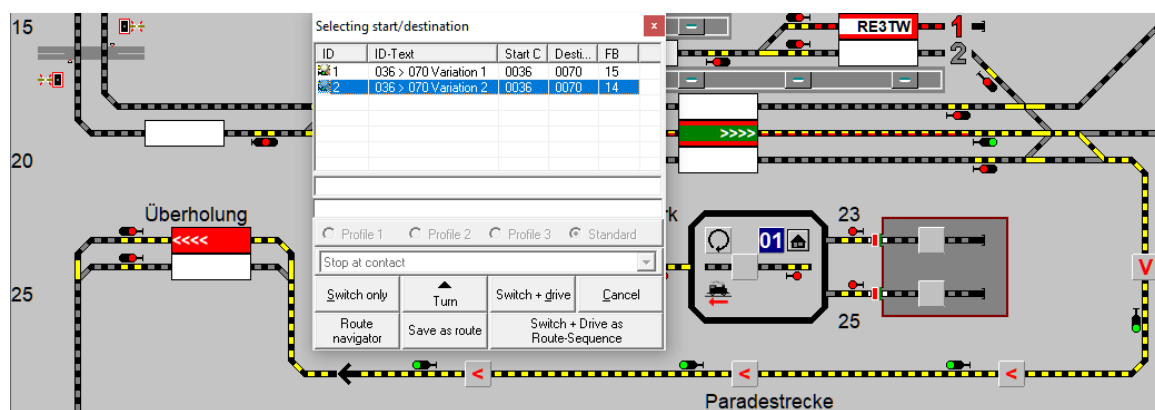 15
20
25
Selecting start/destination
x
ID ID-Text Start C Desti... FB
1 036 > 070 Variation 1 0036 0070 15
2 036 > 070 Variation 2 0036 0070 14
Profile 1 Profile 2 Profile 3 Standard
Stop at contact
Switch only Turn Switch + drive Cancel
Route navigator Save as route Switch + Drive as Route-Sequence
RE3TW 1
2
>>>>
Überholung
<<<<
rk
23
01
25
V
< < <
Paradestrecke